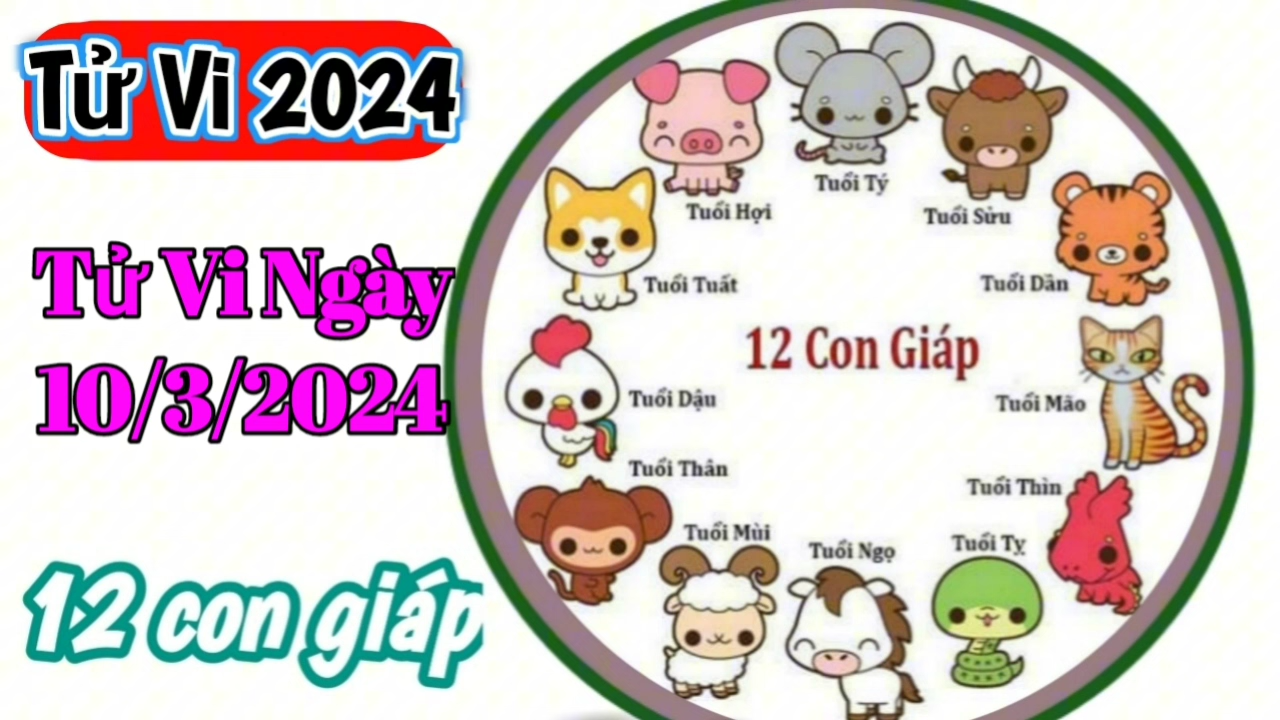 Tử Vi 2024
Tử Vi Ngày
10/3/2024
12 con giáp
Tuổi Tý
Tuổi Hợi
Tuổi Sửu
Tuổi Tuất
Tuổi Dần
12 Con Giáp
Tuổi Dậu
Tuổi Mão
Tuổi Thân
Tuổi Thìn
Tuổi Mùi
Tuổi Ngọ
Tuổi Tỵ